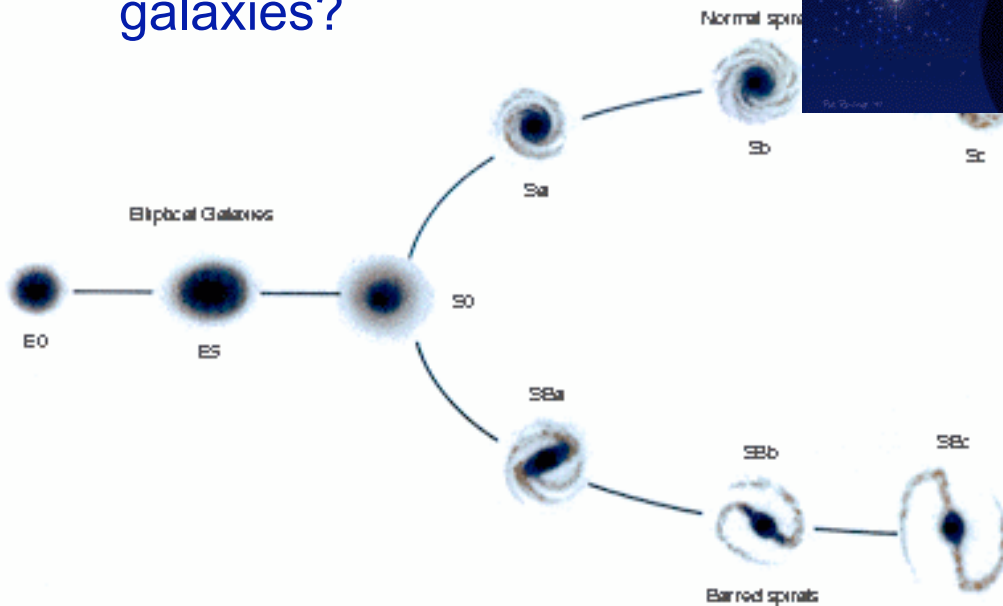 galaxies?
Normal spira
Sb
Sc
Sa
Elliptical Galaxies
S0
E0
E5
SBa
SBb
SBc
Barred spirals